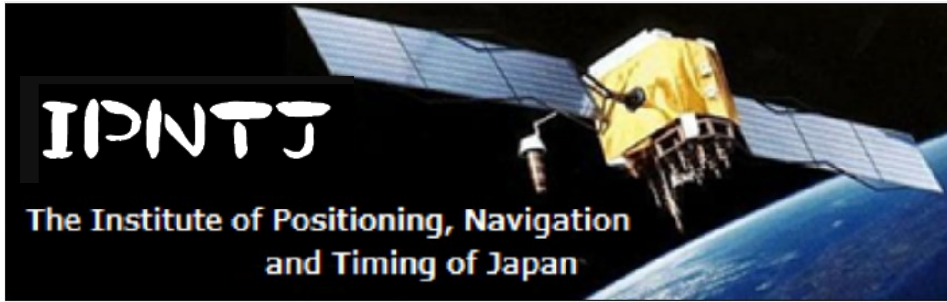 IPNTJ
The Institute of Positioning, Navigation
and Timing of Japan